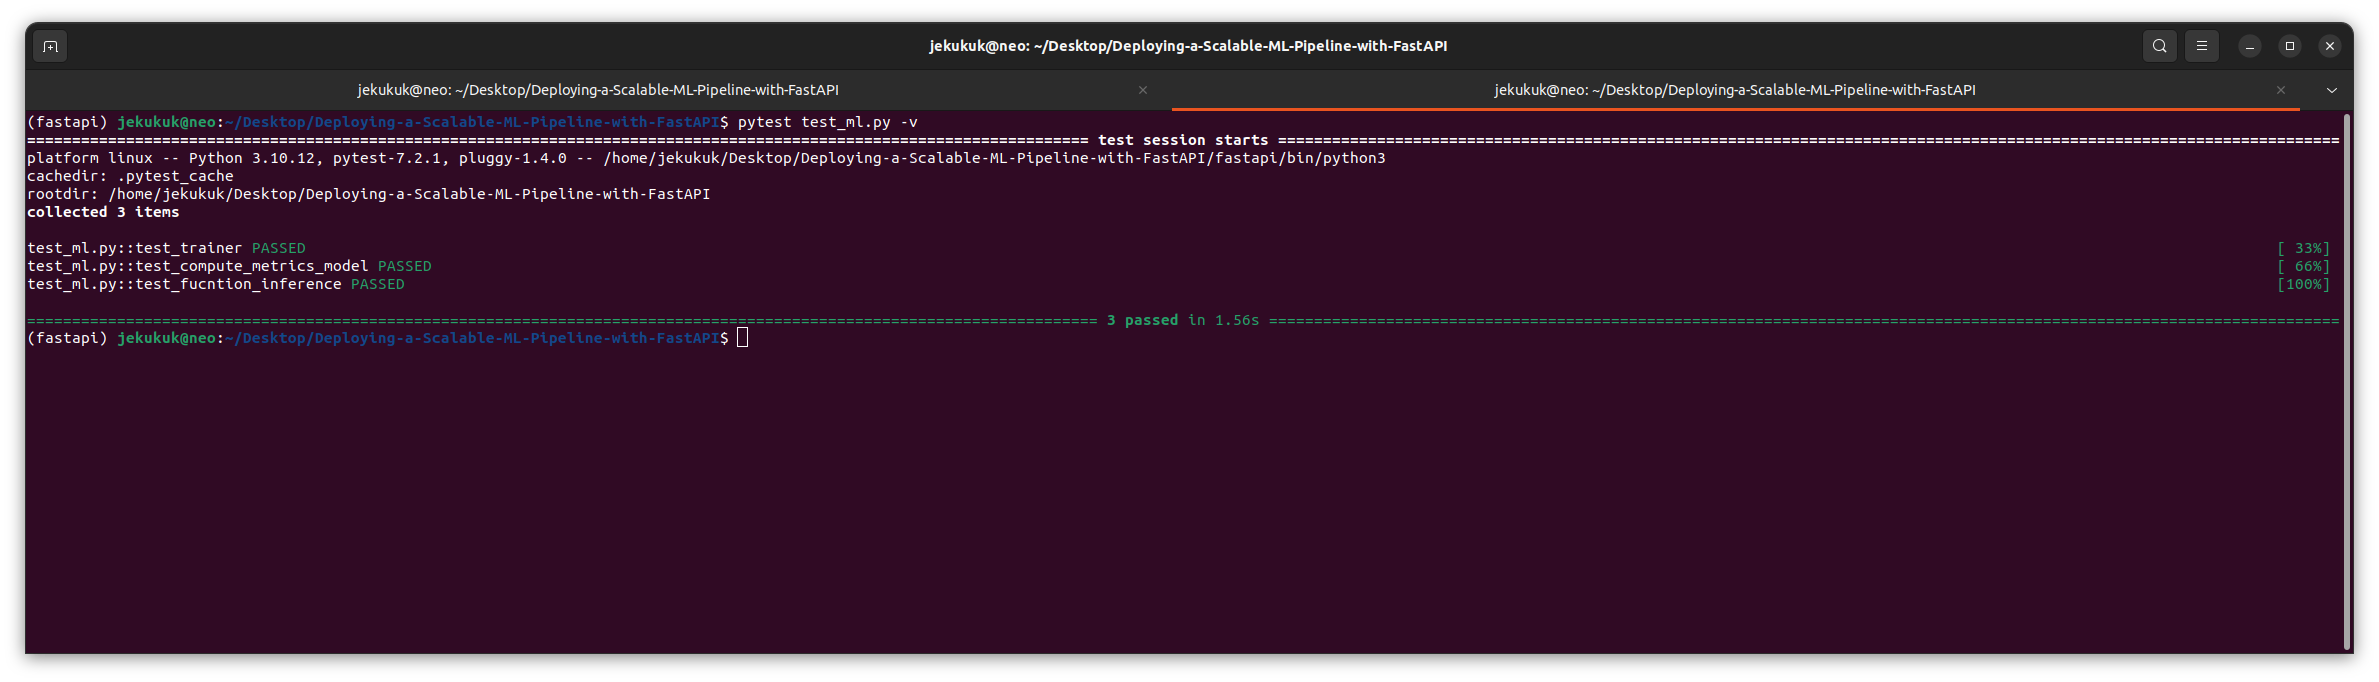 jekukuk@neo: ~/Desktop/Deploying-a-Scalable-ML-Pipeline-with-FastAPI
jekukuk@neo: ~/Desktop/Deploying-a-Scalable-ML-Pipeline-with-FastAPI
jekukuk@neo: ~/Desktop/Deploying-a-Scalable-ML-Pipeline-with-FastAPI
(fastapi) jekukuk@neo:~/Desktop/Deploying-a-Scalable-ML-Pipeline-with-FastAPI$ pytest test_ml.py -v
====================================================================================================================== test session starts ======================================================================================================================
platform linux -- Python 3.10.12, pytest-7.2.1, pluggy-1.4.0 -- /home/jekukuk/Desktop/Deploying-a-Scalable-ML-Pipeline-with-FastAPI/fastapi/bin/python3
cachedir: .pytest_cache
rootdir: /home/jekukuk/Desktop/Deploying-a-Scalable-ML-Pipeline-with-FastAPI
collected 3 items
test_ml.py::test_trainer PASSED [ 33%]
test_ml.py::test_compute_metrics_model PASSED [ 66%]
test_ml.py::test_fucntion_inference PASSED [100%]
======================================================================================================================= 3 passed in 1.56s =======================================================================================================================
(fastapi) jekukuk@neo:~/Desktop/Deploying-a-Scalable-ML-Pipeline-with-FastAPI$